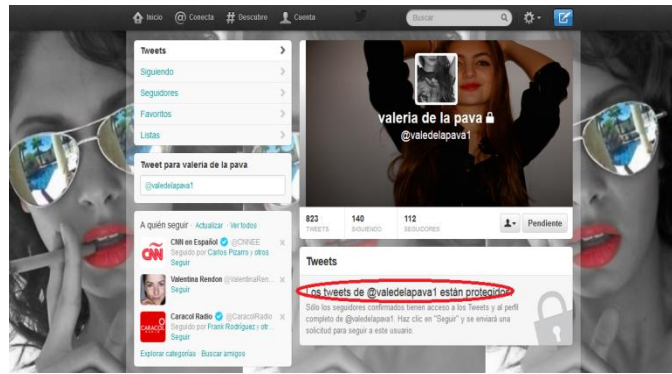 Inicio Conecta Descubre Cuenta
Buscar
Tweets
Siguiendo
Seguidores
Favoritos
Listas
Tweet para valeria de la pava
@valedelapava1
A quién seguir · Actualizar · Ver todos
CNN en Español @CNNEE
Seguido por Carlos Pizarro y otros
Seguir
CNN
Valentina Rendon @ValentinaRen...
Seguir
Caracol Radio @CaracolRadio
Seguido por Frank Rodríguez y otr...
Seguir
CARACOL
Explorar categorías · Buscar amigos
valeria de la pava
@valedelapava1
823 140 112
TWEETS SIGUIENDO SEGUIDORES
Pendiente
Tweets
Los tweets de @valedelapava1 están protegidos
Sólo los seguidores confirmados tienen acceso a los Tweets y al perfil
completo de @valedelapava1. Haz clic en "Seguir" y se enviará una
solicitud para seguir a este usuario.